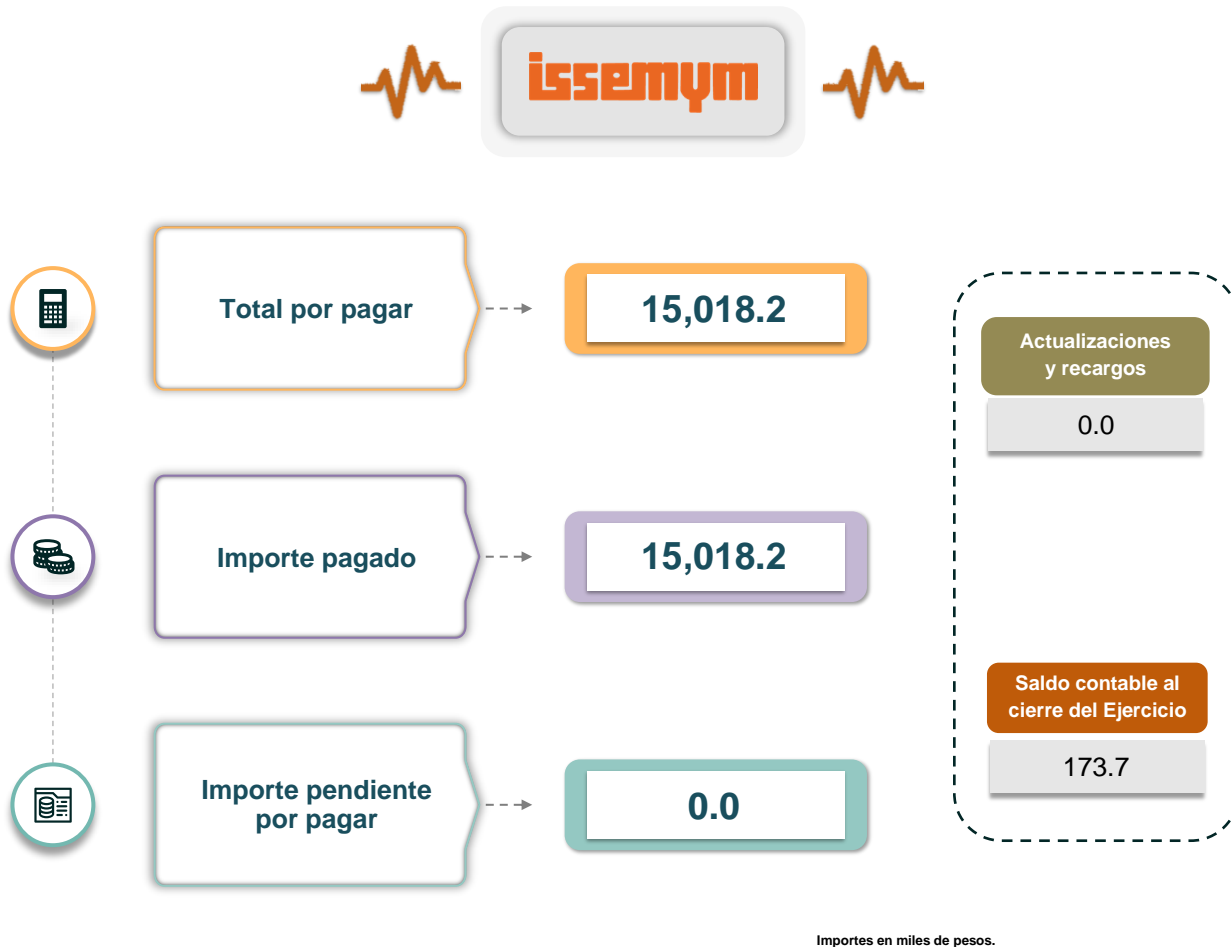 issemym
Total por pagar
15,018.2
Actualizaciones
y recargos
0.0
Importe pagado
15,018.2
Saldo contable al
cierre del Ejercicio
173.7
Importe pendiente
por pagar
0.0
Importes en miles de pesos.